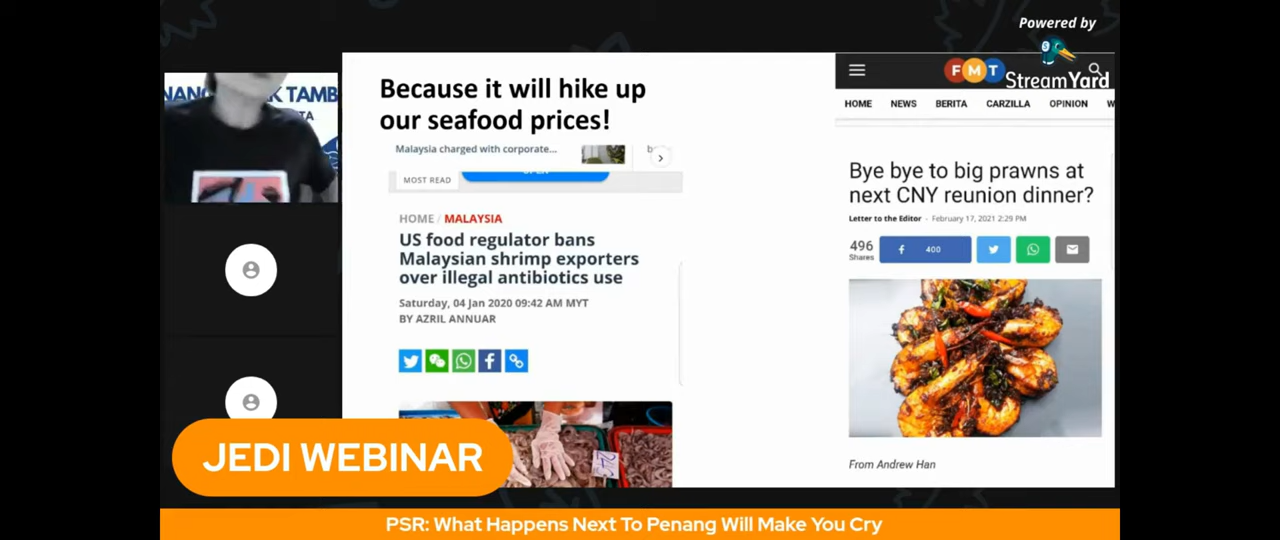 Powered by
StreamYard
NANG
K TAMB
TA
Because it will hike up
our seafood prices!
Malaysia charged with corporate...
MOST READ
HOME / MALAYSIA
US food regulator bans
Malaysian shrimp exporters
over illegal antibiotics use
Saturday, 04 Jan 2020 09:42 AM MYT
BY AZRIL ANNUAR
FMT
HOME NEWS BERITA CARZILLA OPINION W
Bye bye to big prawns at
next CNY reunion dinner?
Letter to the Editor - February 17, 2021 2:29 PM
496
Shares
400
From Andrew Han
JEDI WEBINAR
PSR: What Happens Next To Penang Will Make You Cry